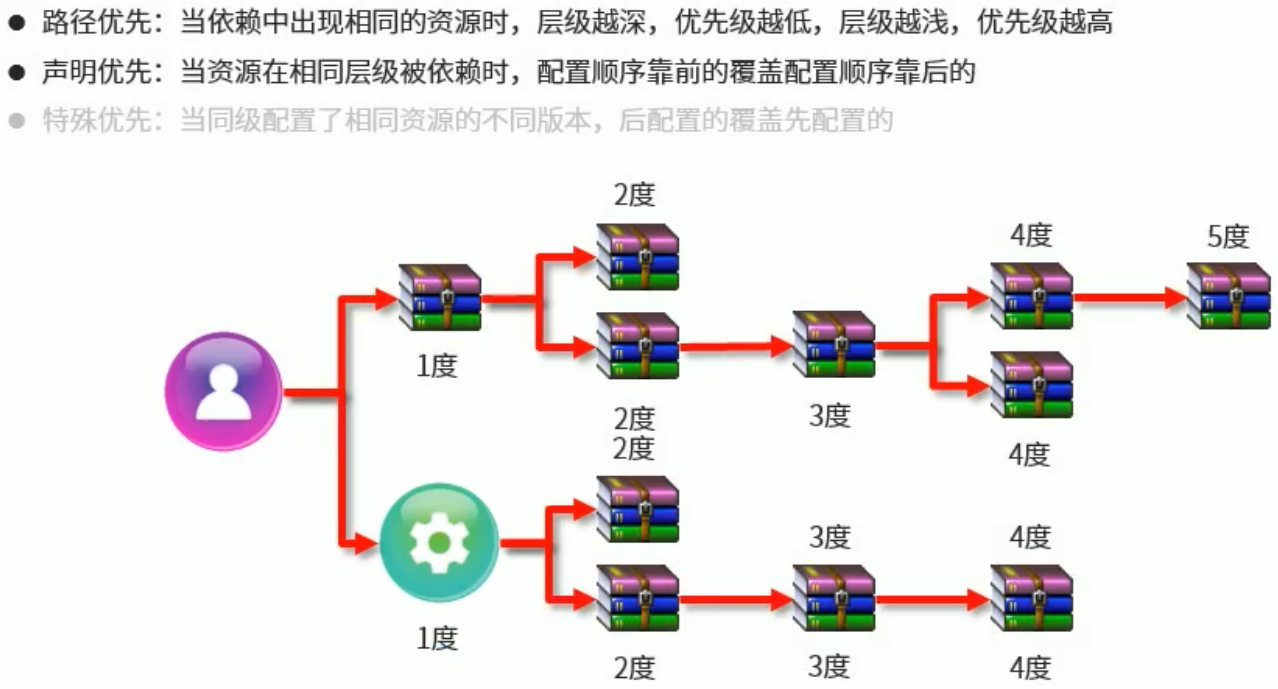 ● 路径优先：当依赖中出现相同的资源时，层级越深，优先级越低，层级越浅，优先级越高
● 声明优先：当资源在相同层级被依赖时，配置顺序靠前的覆盖配置顺序靠后的
● 特殊优先：当同级配置了相同资源的不同版本，后配置的覆盖先配置的
2度
4度
5度
1度
2度
3度
4度
2度
3度
4度
1度
2度
3度
4度